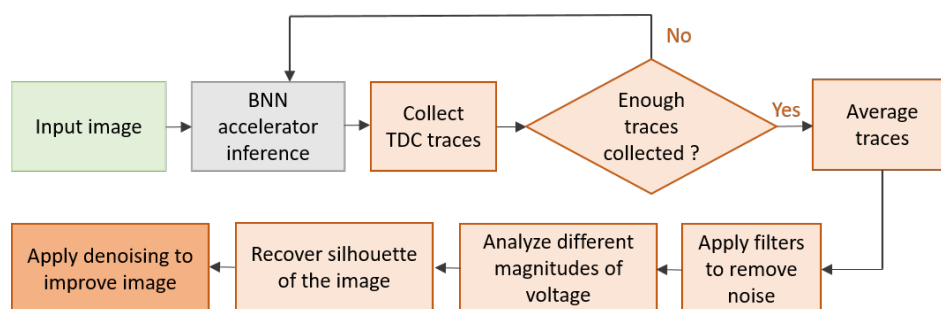 No
Input image
BNN
accelerator
inference
Collect
TDC traces
Enough
traces
collected ?
Yes
Average
traces
Apply denoising to
improve image
Recover silhouette
of the image
Analyze different
magnitudes of
voltage
Apply filters
to remove
noise